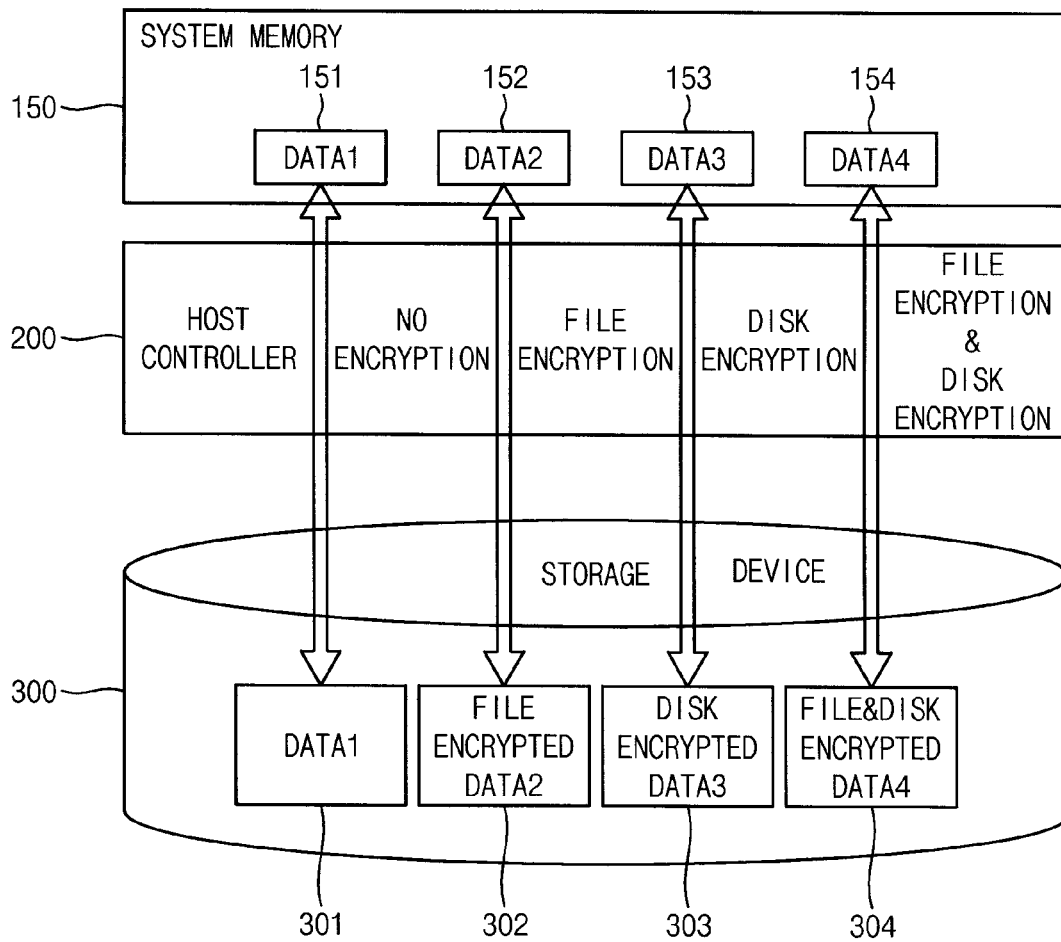 SYSTEM MEMORY
151 152 153 154
150
DATA1 DATA2 DATA3 DATA4
200
HOST
CONTROLLER
NO
ENCRYPTION
FILE
ENCRYPTION
DISK
ENCRYPTION
FILE
ENCRYPTION
&
DISK
ENCRYPTION
STORAGE DEVICE
300
DATA1
FILE
ENCRYPTED
DATA2
DISK
ENCRYPTED
DATA3
FILE&DISK
ENCRYPTED
DATA4
301 302 303 304